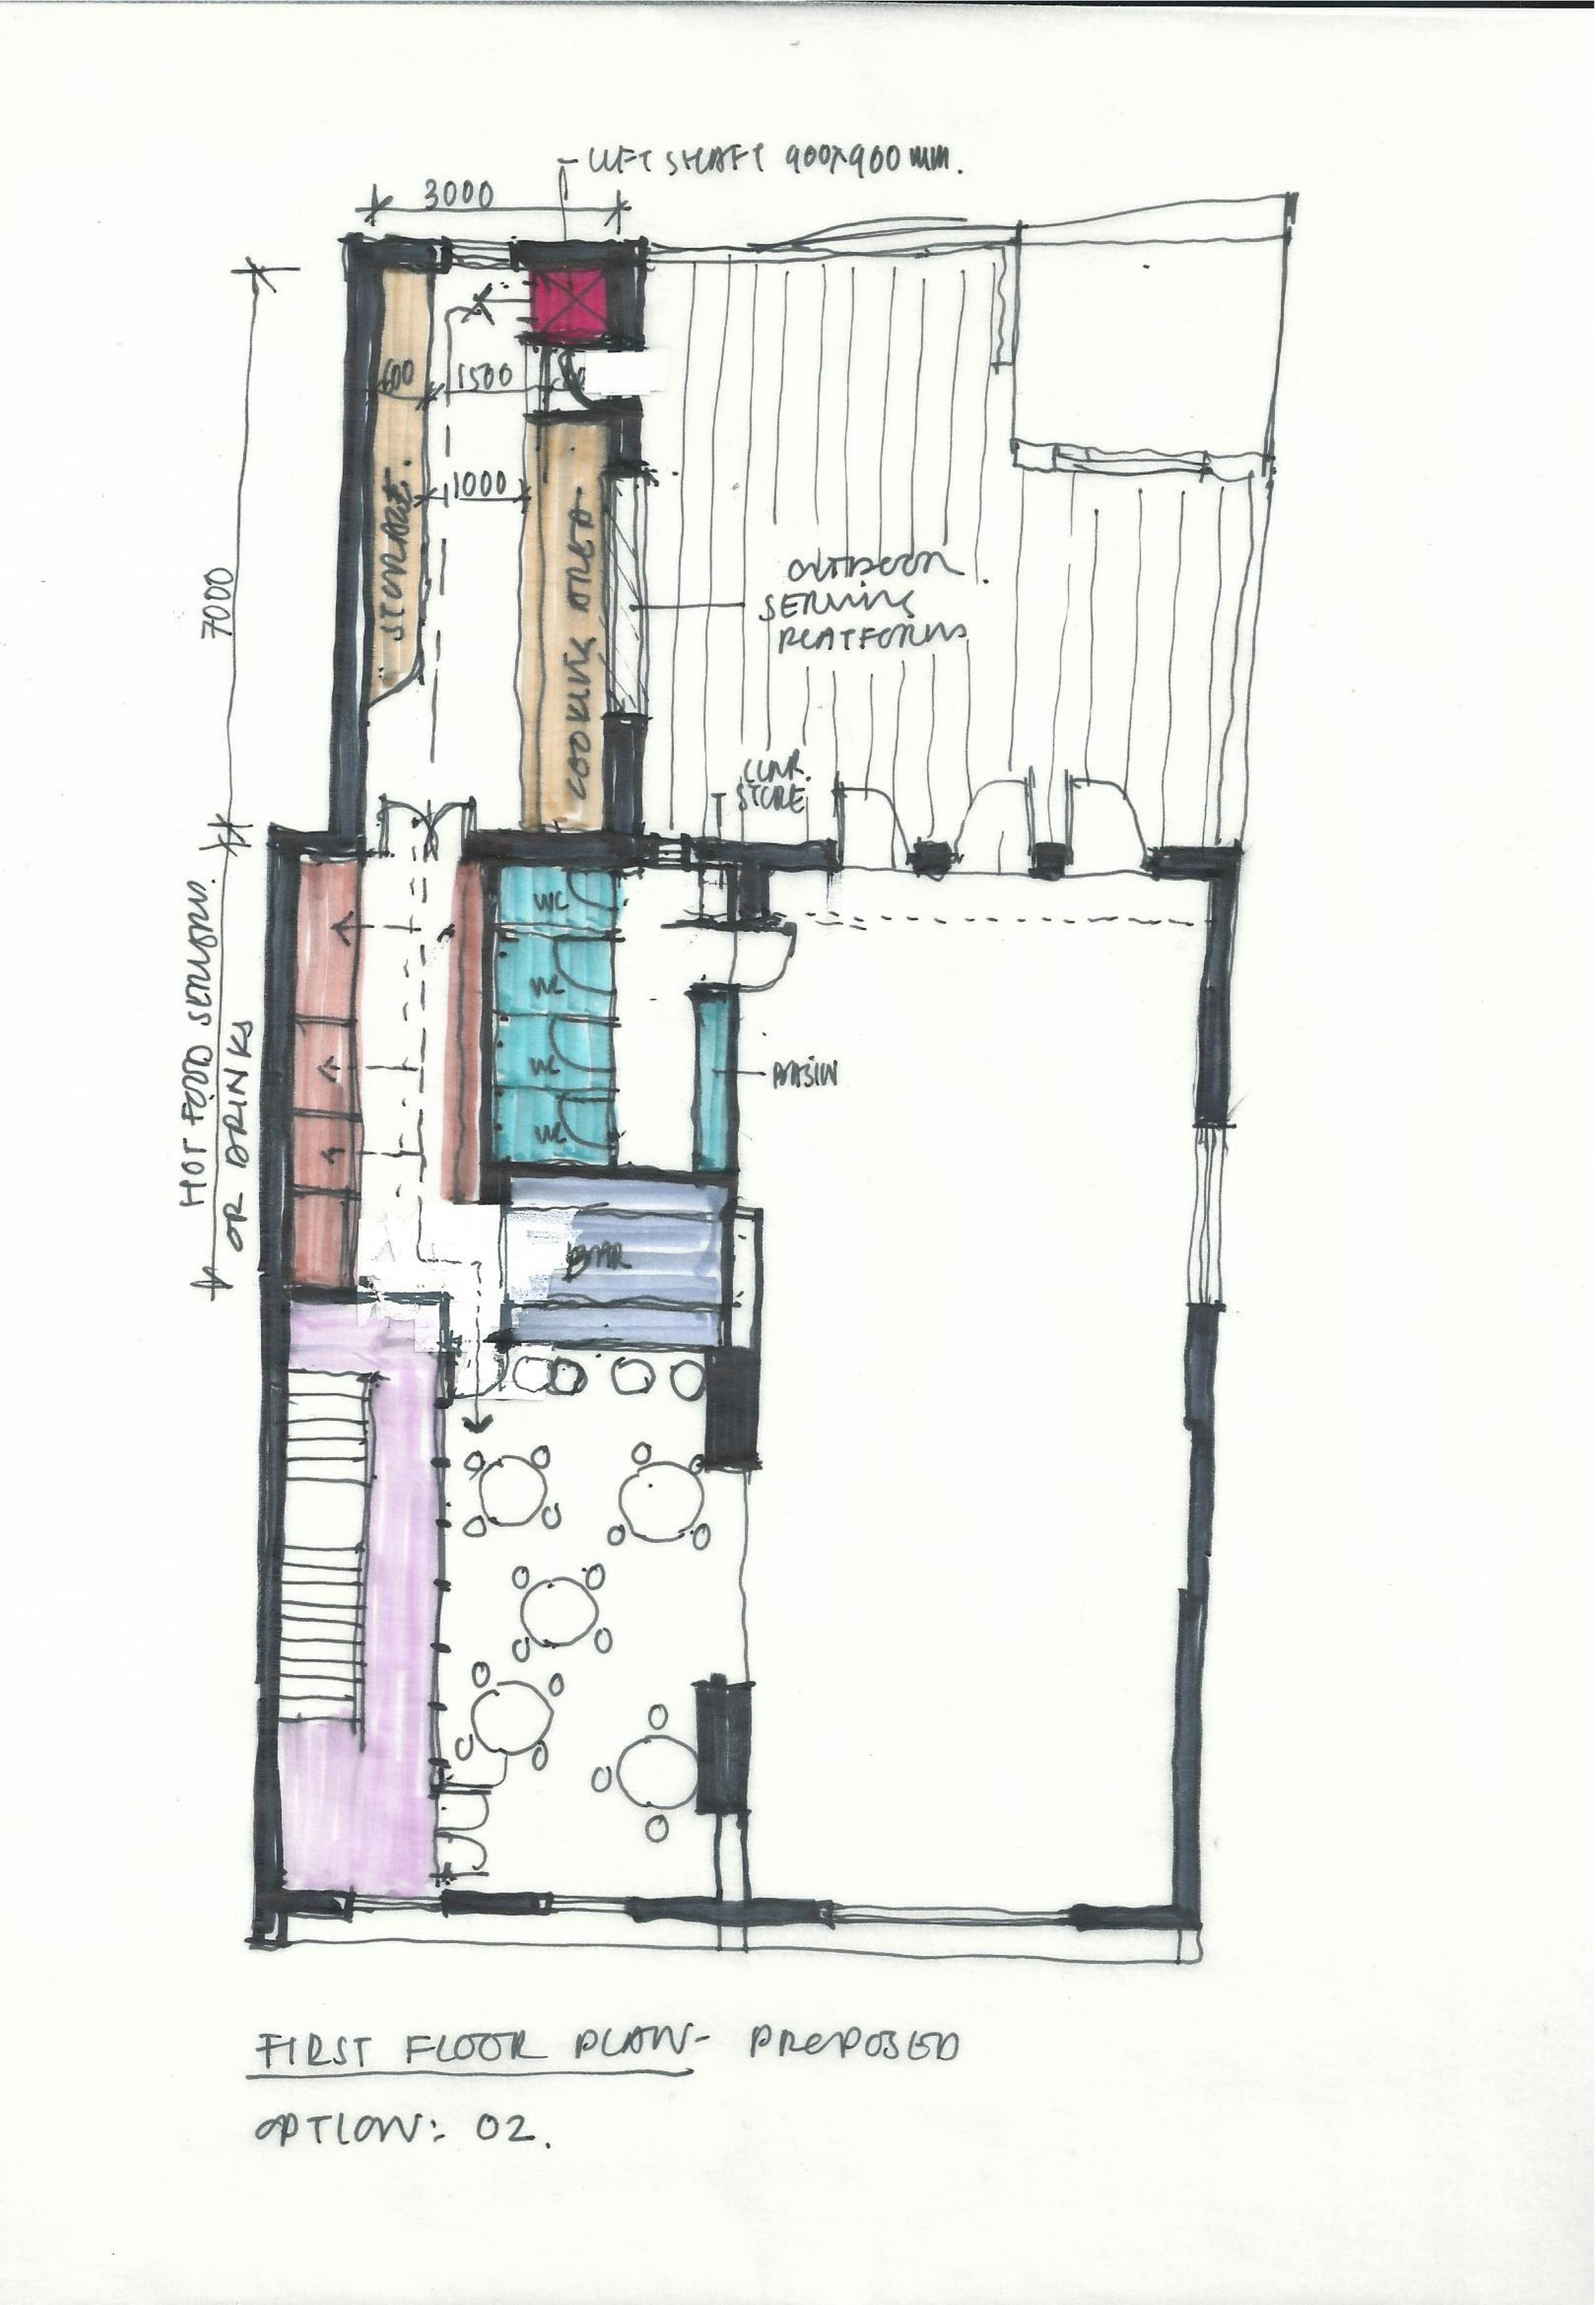 LIFT SHAFT 900X900 mm.
3000
600
1500
1000
7000
STORAGE.
COOKING AREA
OUTDOOR
SERVING
PLATFORMS
CLNR.
STORE
HOT FOOD SERVING.
OR DRINKS
WC
WC
WC
WC
BASIN
BAR
FIRST FLOOR PLAN- PROPOSED
OPTION: 02.